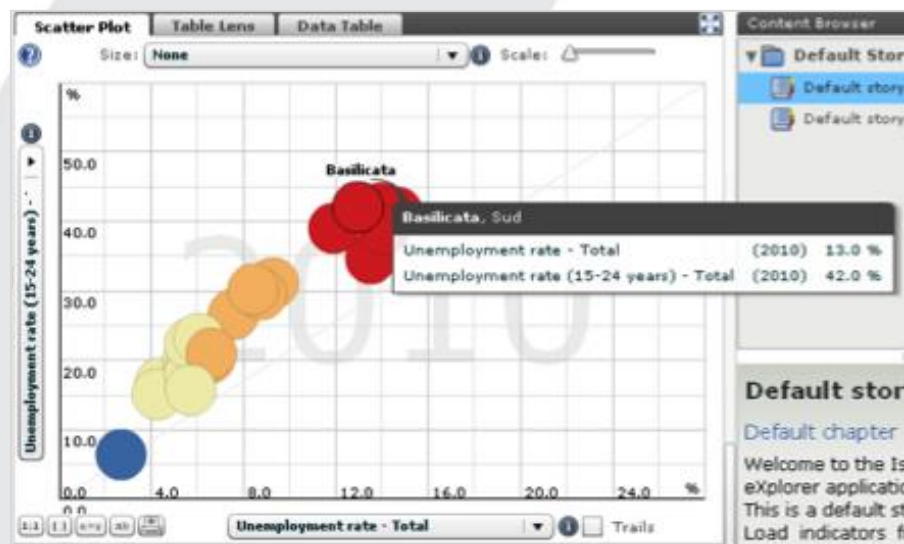 Scatter Plot Table Lens Data Table
Content Browser
Size: None Scale:
Default Stor
Default story
Default story
%
50.0
40.0
30.0
20.0
10.0
0.0
Unemployment rate (15-24 years) -
2010
Basilicata
Basilicata, Sud
Unemployment rate - Total (2010) 13.0 %
Unemployment rate (15-24 years) - Total (2010) 42.0 %
0.0 4.0 8.0 12.0 16.0 20.0 24.0 %
1:1
Unemployment rate - Total Trails
Default stor
Default chapter
Welcome to the Is
eXplorer applicatio
This is a default st
Load indicators f